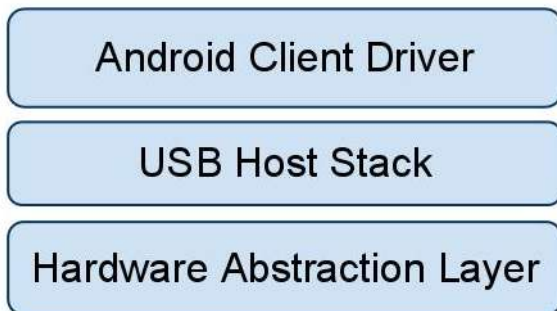 Android Client Driver
USB Host Stack
Hardware Abstraction Layer